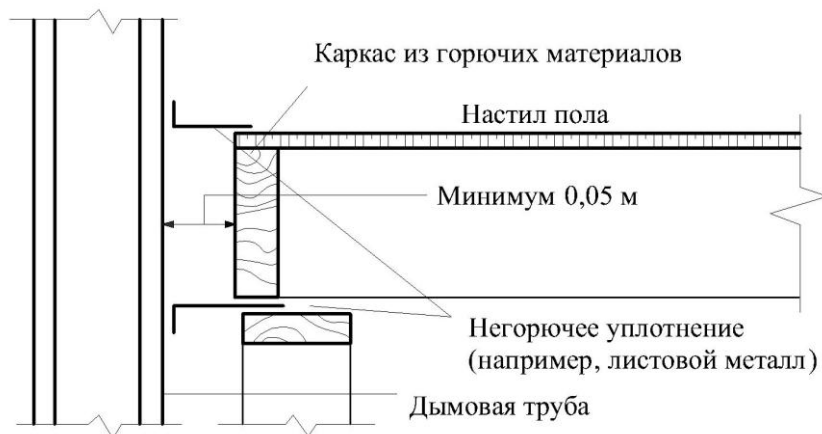 Каркас из горючих материалов
Настил пола
Минимум 0,05 м
Негорючее уплотнение
(например, листовой металл)
Дымовая труба